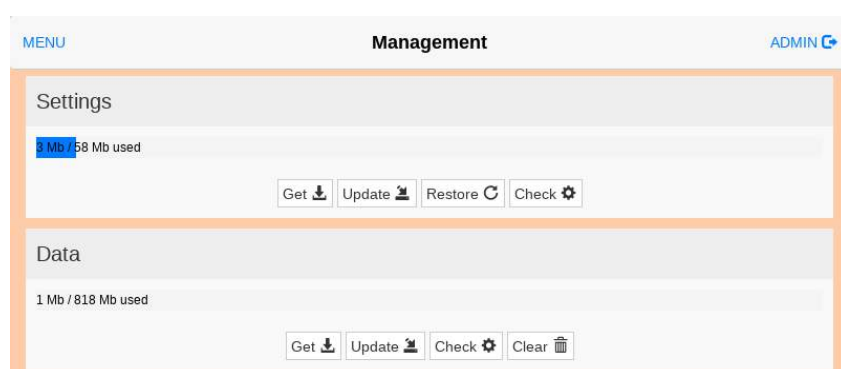 MENU Management ADMIN
Settings
3 Mb / 58 Mb used
Get Update Restore Check
Data
1 Mb / 818 Mb used
Get Update Check Clear